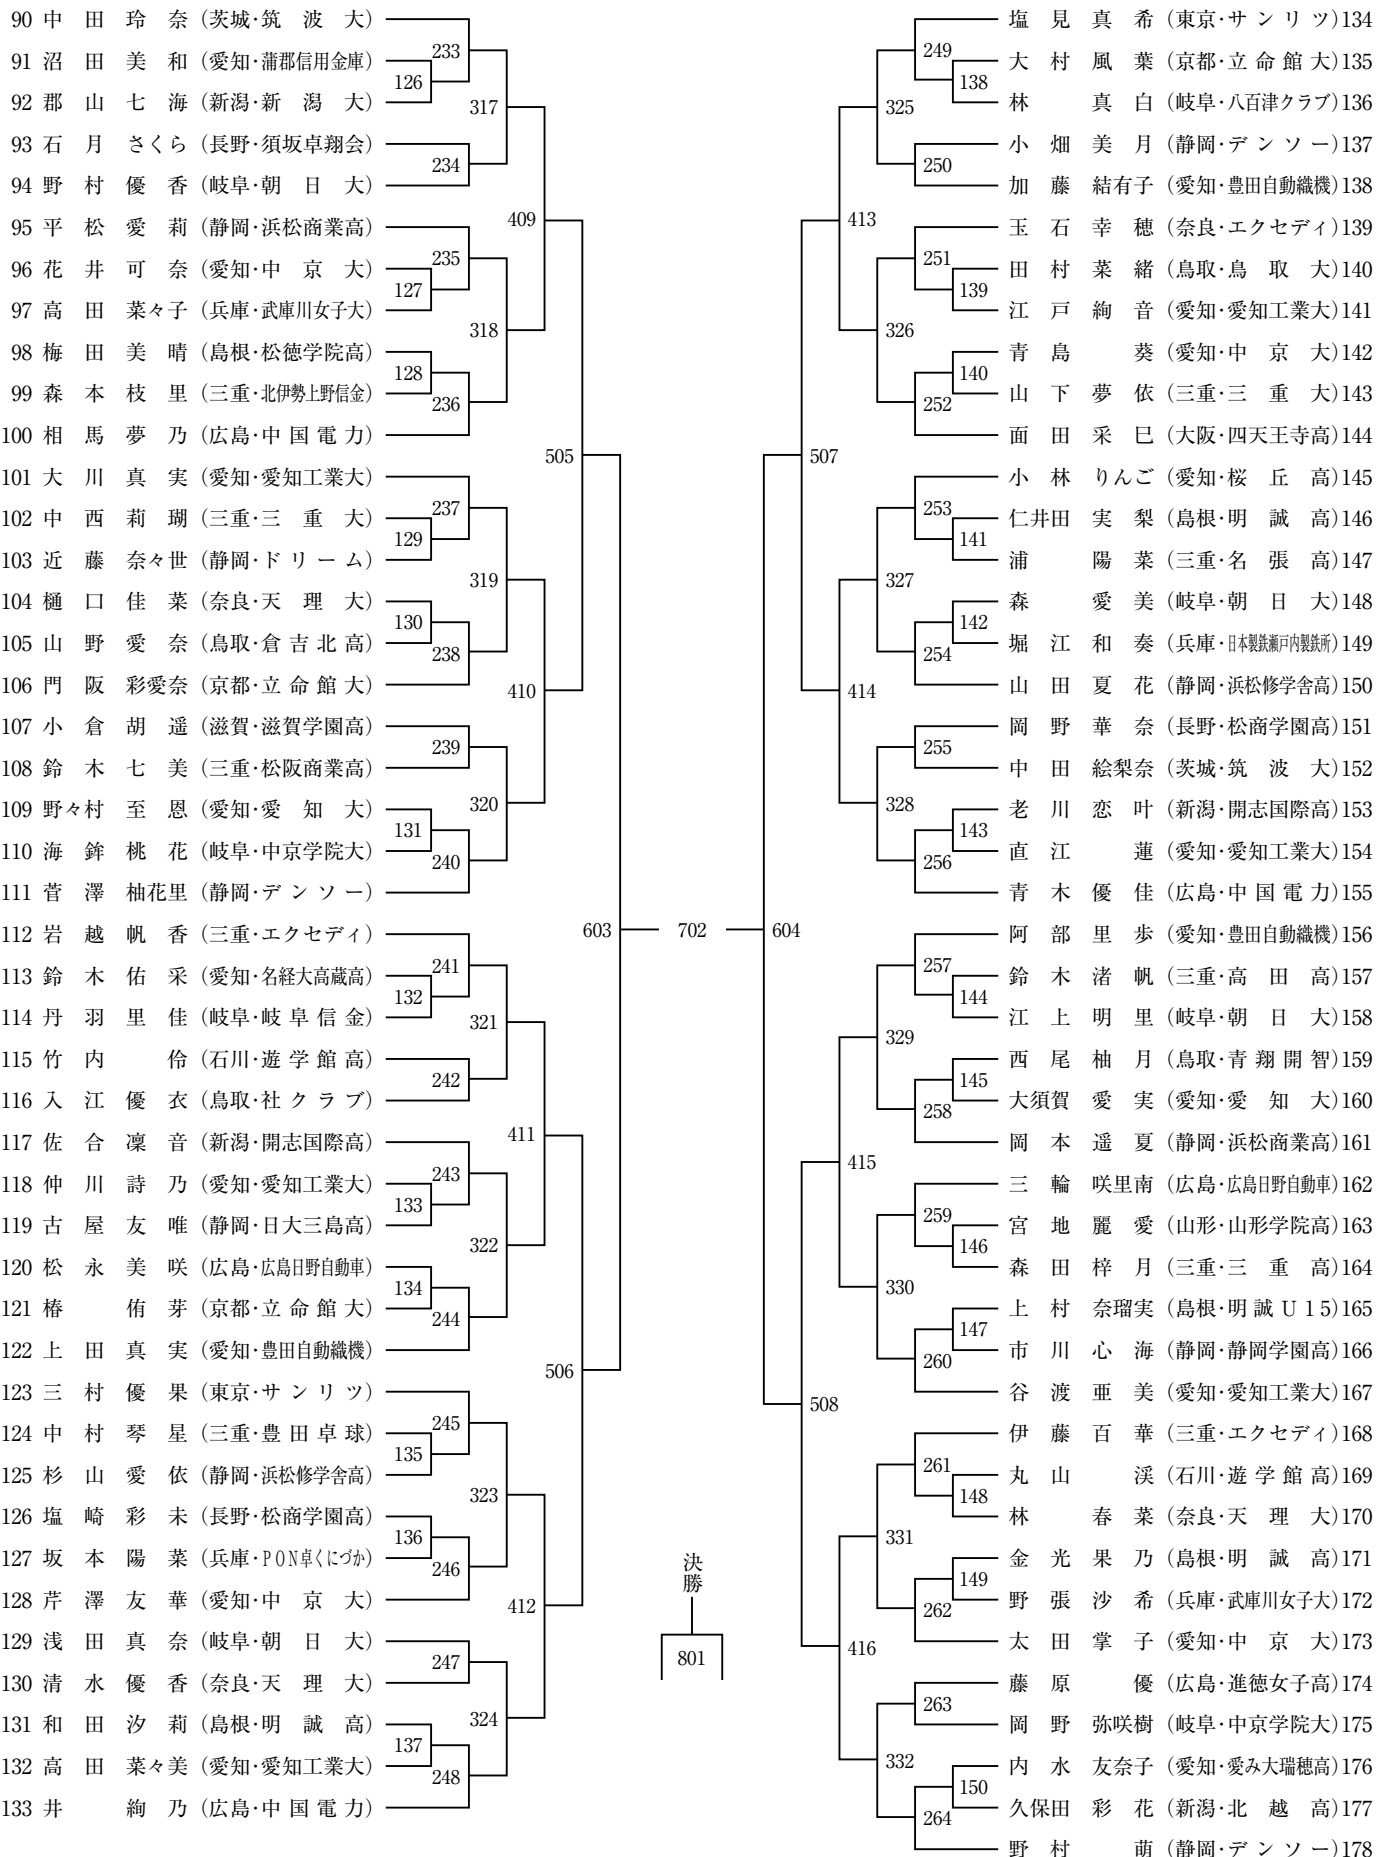 90 中田 玲奈 (茨城・筑波大)
91 沼田 美和 (愛知・蒲郡信用金庫)
92 郡山 七海 (新潟・新潟大)
93 石月 さくら (長野・須坂卓翔会)
94 野村 優香 (岐阜・朝日大)
95 平松 愛莉 (静岡・浜松商業高)
96 花井 可奈 (愛知・中京大)
97 高田 菜々子 (兵庫・武庫川女子大)
98 梅田 美晴 (島根・松徳学院高)
99 森本 枝里 (三重・北伊勢上野信金)
100 相馬 夢乃 (広島・中国電力)
101 大川 真実 (愛知・愛知工業大)
102 中西 莉瑚 (三重・三重大)
103 近藤 奈々世 (静岡・ドリーム)
104 樋口 佳菜 (奈良・天理大)
105 山野 愛奈 (鳥取・倉吉北高)
106 門阪 彩愛奈 (京都・立命館大)
107 小倉 胡遥 (滋賀・滋賀学園高)
108 鈴木 七美 (三重・松阪商業高)
109 野々村 至恩 (愛知・愛知大)
110 海鉾 桃花 (岐阜・中京学院大)
111 菅澤 柚花里 (静岡・デンソー)
112 岩越 帆香 (三重・エクセディ)
113 鈴木 佑采 (愛知・名経大高蔵高)
114 丹羽 里佳 (岐阜・岐阜信金)
115 竹内 伶 (石川・遊学館高)
116 入江 優衣 (鳥取・社クラブ)
117 佐合 凜音 (新潟・開志国際高)
118 仲川 詩乃 (愛知・愛知工業大)
119 古屋 友唯 (静岡・日大三島高)
120 松永 美咲 (広島・広島日野自動車)
121 椿 侑芽 (京都・立命館大)
122 上田 真実 (愛知・豊田自動織機)
123 三村 優果 (東京・サンリツ)
124 中村 琴星 (三重・豊田卓球)
125 杉山 愛依 (静岡・浜松修学舎高)
126 塩崎 彩未 (長野・松商学園高)
127 坂本 陽菜 (兵庫・PON卓くにづか)
128 芹澤 友華 (愛知・中京大)
129 浅田 真奈 (岐阜・朝日大)
130 清水 優香 (奈良・天理大)
131 和田 汐莉 (島根・明誠高)
132 高田 菜々美 (愛知・愛知工業大)
133 井 絢乃 (広島・中国電力)
126
127
128
129
130
131
132
133
134
135
136
137
233
234
235
236
237
238
239
240
241
242
243
244
245
246
247
248
317
318
319
320
321
322
323
324
409
410
411
412
505
506
603
702
604
決勝
801
507
508
413
414
415
416
325
326
327
328
329
330
331
332
249
250
251
252
253
254
255
256
257
258
259
260
261
262
263
264
138
139
140
141
142
143
144
145
146
147
148
149
150
塩見 真希 (東京・サンリツ)134
大村 風葉 (京都・立命館大)135
林 真白 (岐阜・八百津クラブ)136
小畑 美月 (静岡・デンソー)137
加藤 結有子 (愛知・豊田自動織機)138
玉石 幸穂 (奈良・エクセディ)139
田村 菜緒 (鳥取・鳥取大)140
江戸 絢音 (愛知・愛知工業大)141
青島 葵 (愛知・中京大)142
山下 夢依 (三重・三重大)143
面田 采巳 (大阪・四天王寺高)144
小林 りんご (愛知・桜丘高)145
仁井田 実梨 (島根・明誠高)146
浦 陽菜 (三重・名張高)147
森 愛美 (岐阜・朝日大)148
堀江 和奏 (兵庫・日本製鉄瀬戸内製鉄所)149
山田 夏花 (静岡・浜松修学舎高)150
岡野 華奈 (長野・松商学園高)151
中田 絵梨奈 (茨城・筑波大)152
老川 恋叶 (新潟・開志国際高)153
直江 蓮 (愛知・愛知工業大)154
青木 優佳 (広島・中国電力)155
阿部 里歩 (愛知・豊田自動織機)156
鈴木 渚帆 (三重・高田高)157
江上 明里 (岐阜・朝日大)158
西尾 柚月 (鳥取・青翔開智)159
大須賀 愛実 (愛知・愛知大)160
岡本 遥夏 (静岡・浜松商業高)161
三輪 咲里南 (広島・広島日野自動車)162
宮地 麗愛 (山形・山形学院高)163
森田 梓月 (三重・三重高)164
上村 奈瑠実 (島根・明誠U15)165
市川 心海 (静岡・静岡学園高)166
谷渡 亜美 (愛知・愛知工業大)167
伊藤 百華 (三重・エクセディ)168
丸山 渓 (石川・遊学館高)169
林 春菜 (奈良・天理大)170
金光 果乃 (島根・明誠高)171
野張 沙希 (兵庫・武庫川女子大)172
太田 掌子 (愛知・中京大)173
藤原 優 (広島・進徳女子高)174
岡野 弥咲樹 (岐阜・中京学院大)175
内水 友奈子 (愛知・愛み大瑞穂高)176
久保田 彩花 (新潟・北越高)177
野村 萌 (静岡・デンソー)178